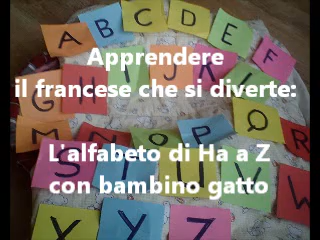 A B C D E F
Apprendere
il francese che si diverte:
G H I J K L
M N O P Q R
L'alfabeto di Ha a Z
con bambino gatto
V W
X Y Z